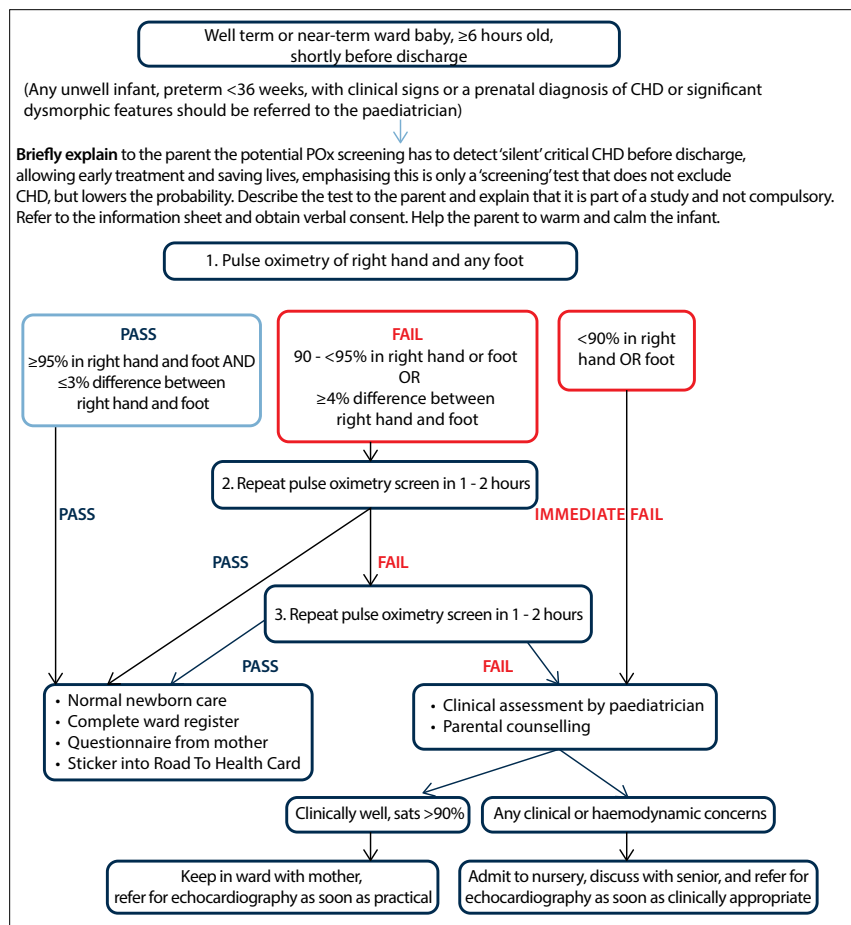 Well term or near-term ward baby, ≥6 hours old,
shortly before discharge
(Any unwell infant, preterm <36 weeks, with clinical signs or a prenatal diagnosis of CHD or significant
dysmorphic features should be referred to the paediatrician)
Briefly explain to the parent the potential POx screening has to detect ‘silent’ critical CHD before discharge,
allowing early treatment and saving lives, emphasising this is only a ‘screening’ test that does not exclude
CHD, but lowers the probability. Describe the test to the parent and explain that it is part of a study and not compulsory.
Refer to the information sheet and obtain verbal consent. Help the parent to warm and calm the infant.
1. Pulse oximetry of right hand and any foot
PASS
≥95% in right hand and foot AND
≤3% difference between
right hand and foot
FAIL
90 - <95% in right hand or foot
OR
≥4% difference between
right hand and foot
<90% in right
hand OR foot
2. Repeat pulse oximetry screen in 1 - 2 hours
PASS
IMMEDIATE FAIL
PASS
FAIL
3. Repeat pulse oximetry screen in 1 - 2 hours
PASS
FAIL
• Normal newborn care
• Complete ward register
• Questionnaire from mother
• Sticker into Road To Health Card
• Clinical assessment by paediatrician
• Parental counselling
Clinically well, sats >90%
Any clinical or haemodynamic concerns
Keep in ward with mother,
refer for echocardiography as soon as practical
Admit to nursery, discuss with senior, and refer for
echocardiography as soon as clinically appropriate